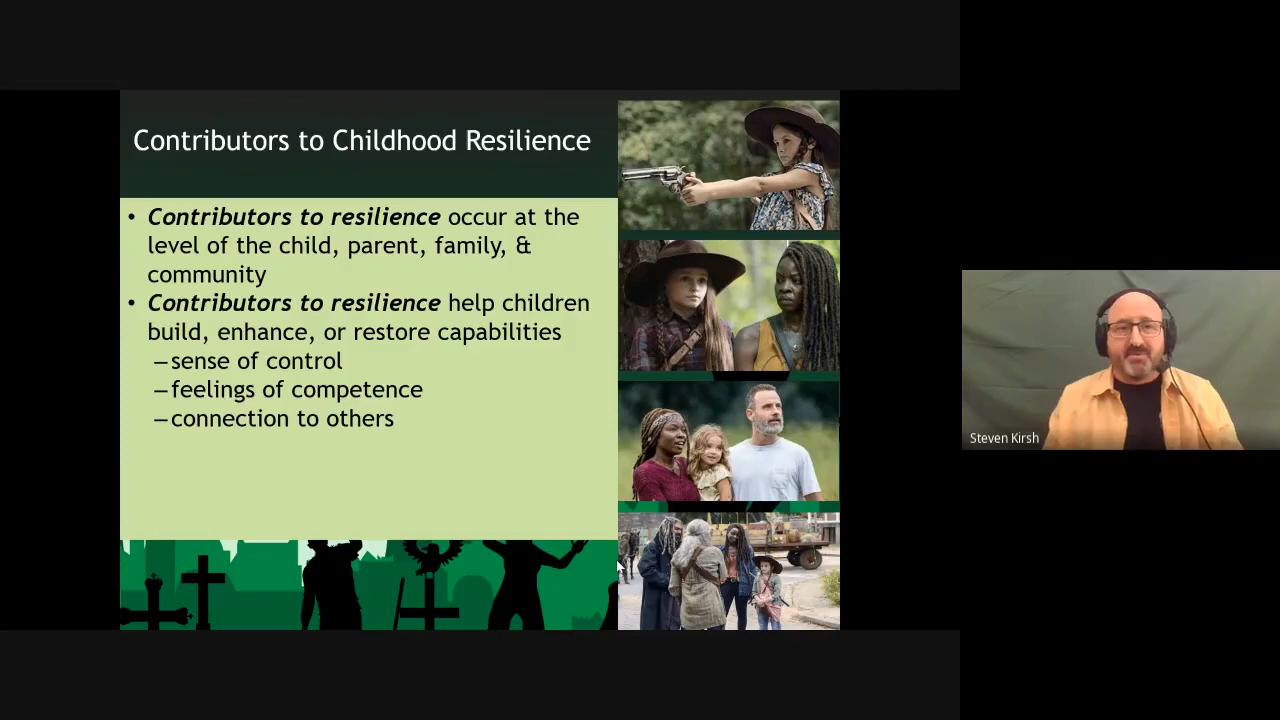 Contributors to Childhood Resilience
• Contributors to resilience occur at the
level of the child, parent, family, &
community
• Contributors to resilience help children
build, enhance, or restore capabilities
–sense of control
–feelings of competence
–connection to others
Steven Kirsh